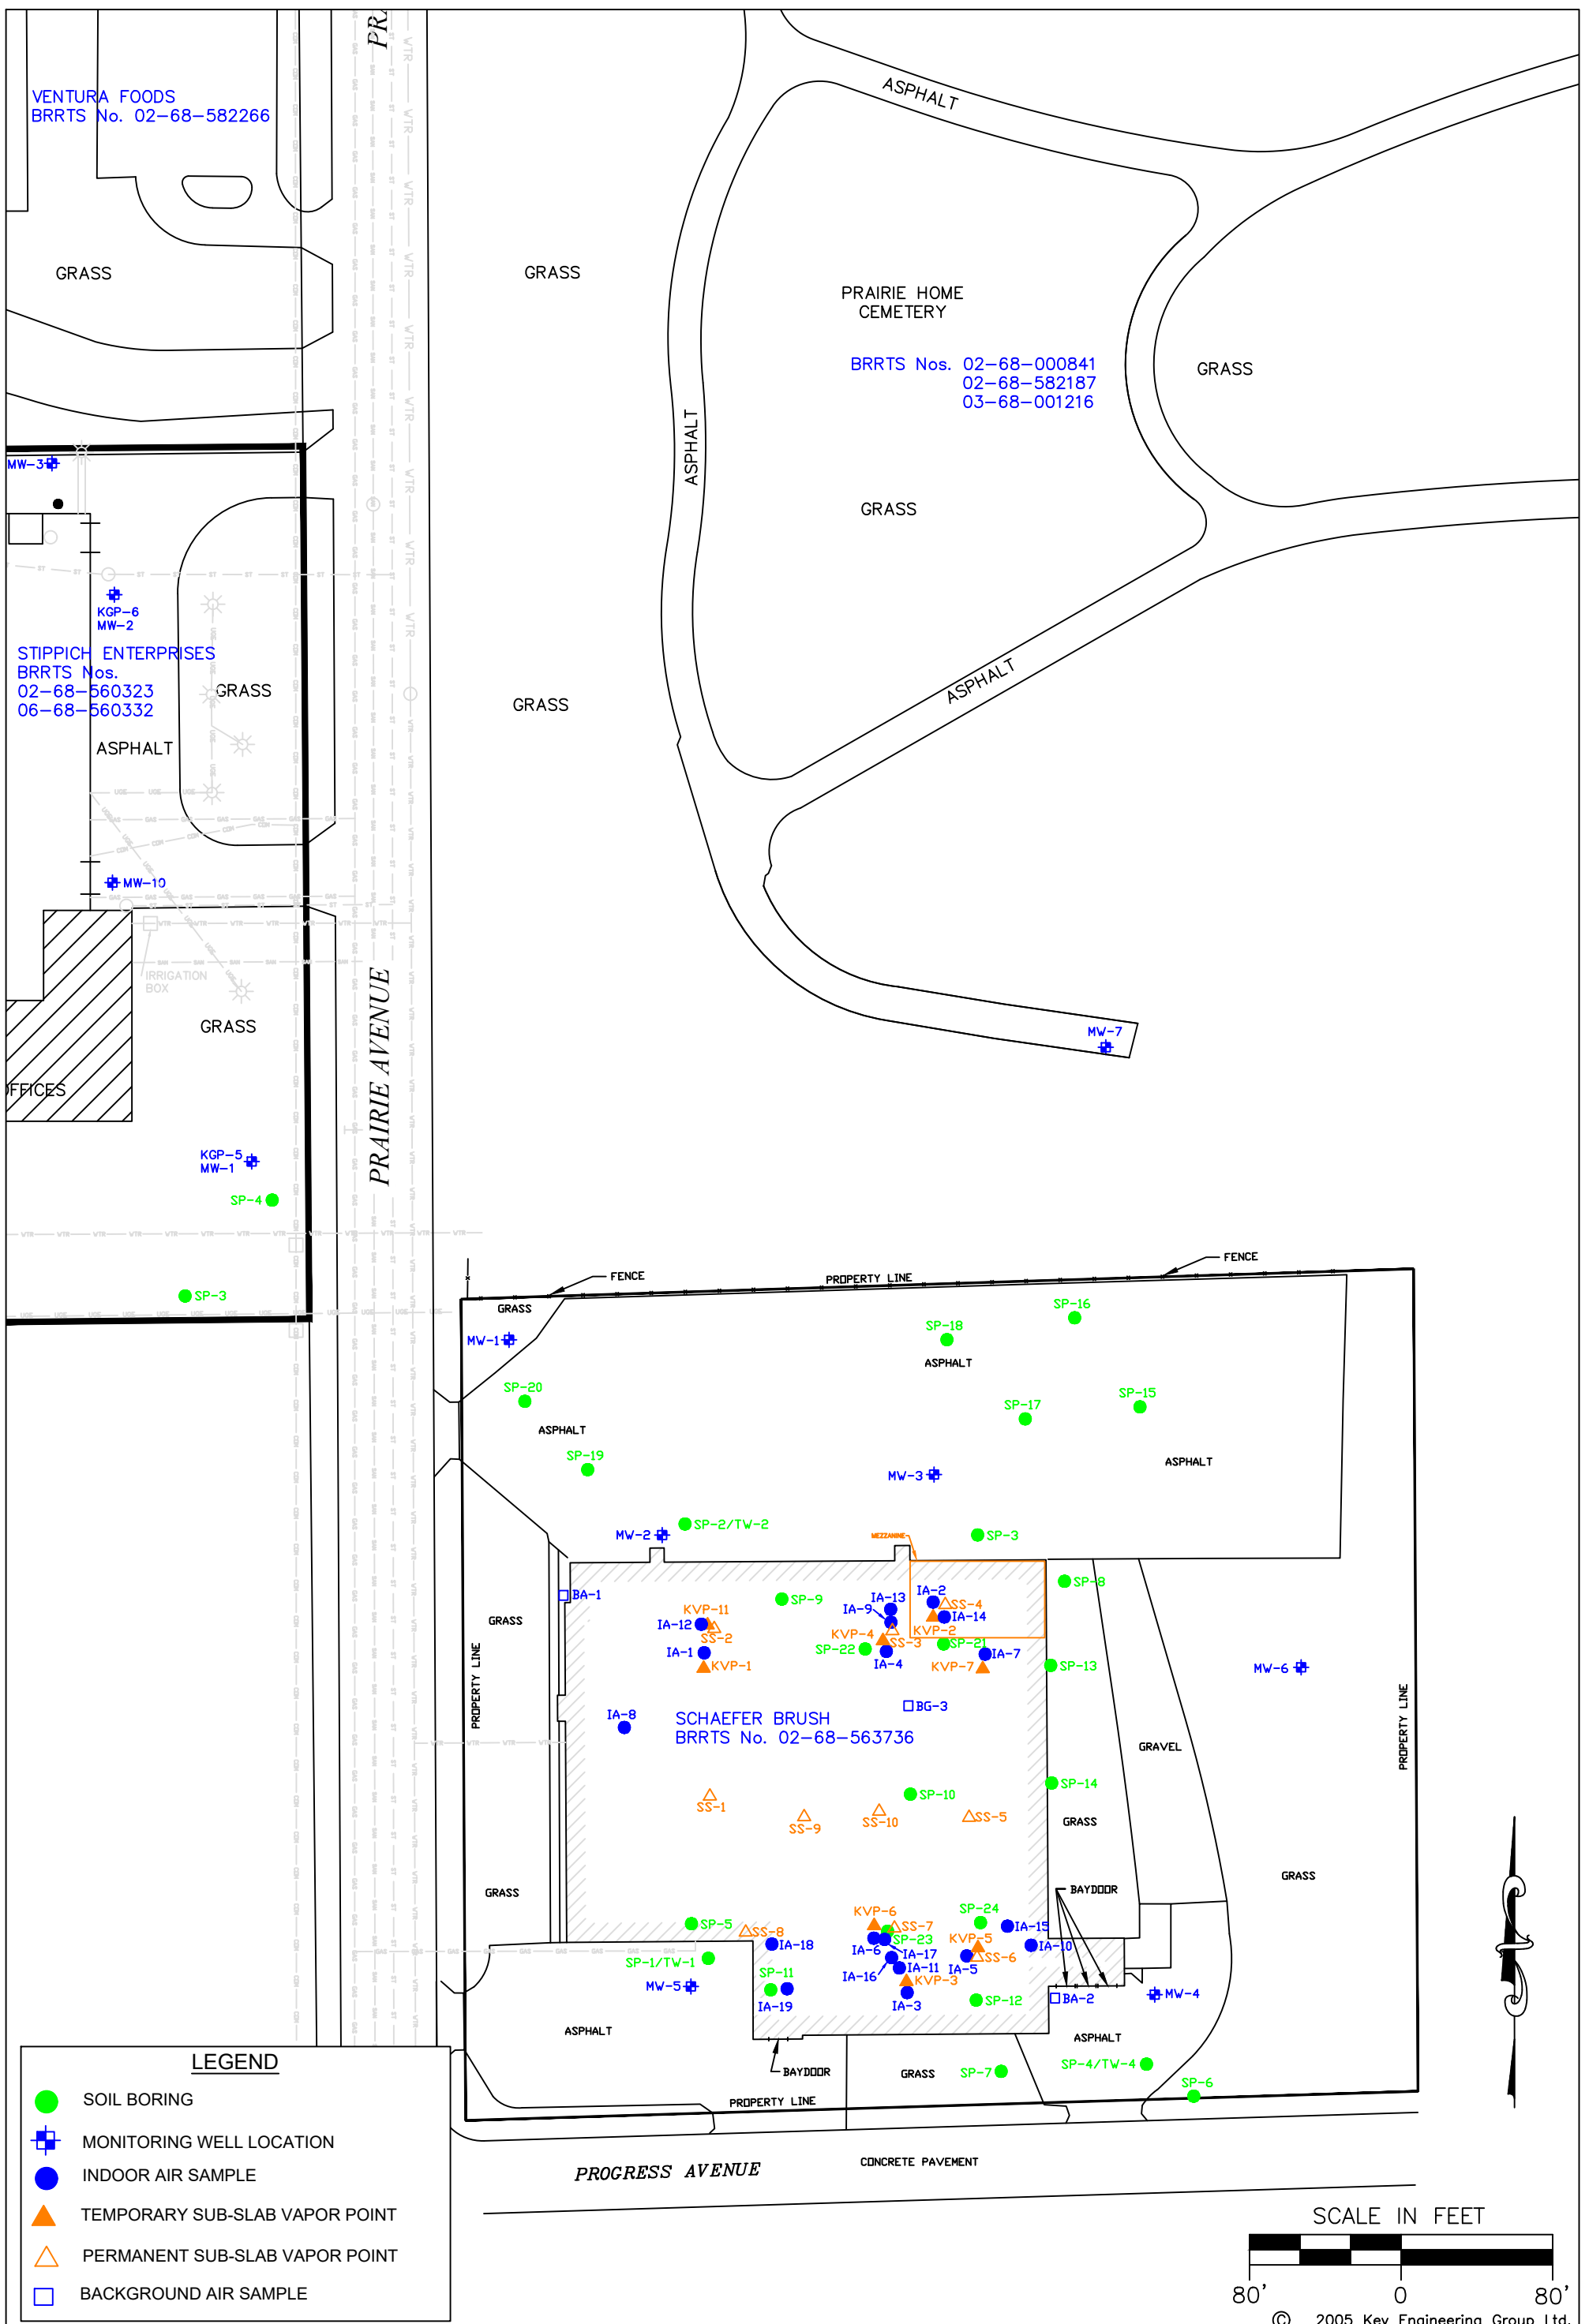 PRA
VENTURA FOODS
BRRTS No. 02-68-582266
GRASS
GRASS
ASPHALT
PRAIRIE HOME
CEMETERY
BRRTS Nos. 02-68-000841
02-68-582187
03-68-001216
GRASS
ASPHALT
GRASS
MW-3
KGP-6
MW-2
STIPPICH ENTERPRISES
BRRTS Nos.
02-68-560323
06-68-560332
GRASS
ASPHALT
GRASS
ASPHALT
MW-10
IRRIGATION
BOX
GRASS
OFFICES
PRAIRIE AVENUE
MW-7
KGP-5
MW-1
SP-4
SP-3
FENCE
PROPERTY LINE
FENCE
GRASS
MW-1
SP-18
SP-16
ASPHALT
SP-20
SP-17
SP-15
ASPHALT
SP-19
MW-3
ASPHALT
MW-2
SP-2/TW-2
MEZZANINE
SP-3
BA-1
SP-9
IA-13
IA-9
IA-2
SS-4
IA-14
SP-8
GRASS
KVP-11
IA-12
SS-2
KVP-4
SS-3
KVP-2
SP-22
SP-21
IA-1
KVP-1
IA-4
IA-7
KVP-7
SP-13
MW-6
PROPERTY LINE
PROPERTY LINE
IA-8
BG-3
SCHAEFER BRUSH
BRRTS No. 02-68-563736
GRAVEL
SS-1
SS-9
SS-10
SP-10
SS-5
SP-14
GRASS
GRASS
GRASS
BAYDOOR
SP-5
SS-8
IA-18
KVP-6
SS-7
SP-23
SP-24
IA-15
IA-6
IA-17
KVP-5
IA-10
SP-1/TW-1
SS-6
IA-5
IA-16
IA-11
MW-5
SP-11
IA-19
KVP-3
IA-3
SP-12
BA-2
MW-4
ASPHALT
ASPHALT
BAYDOOR
GRASS
SP-7
SP-4/TW-4
SP-6
PROPERTY LINE
PROGRESS AVENUE
CONCRETE PAVEMENT
LEGEND
SOIL BORING
MONITORING WELL LOCATION
INDOOR AIR SAMPLE
TEMPORARY SUB-SLAB VAPOR POINT
PERMANENT SUB-SLAB VAPOR POINT
BACKGROUND AIR SAMPLE
SCALE IN FEET
80' 0 80'
© 2005 Key Engineering Group Ltd.